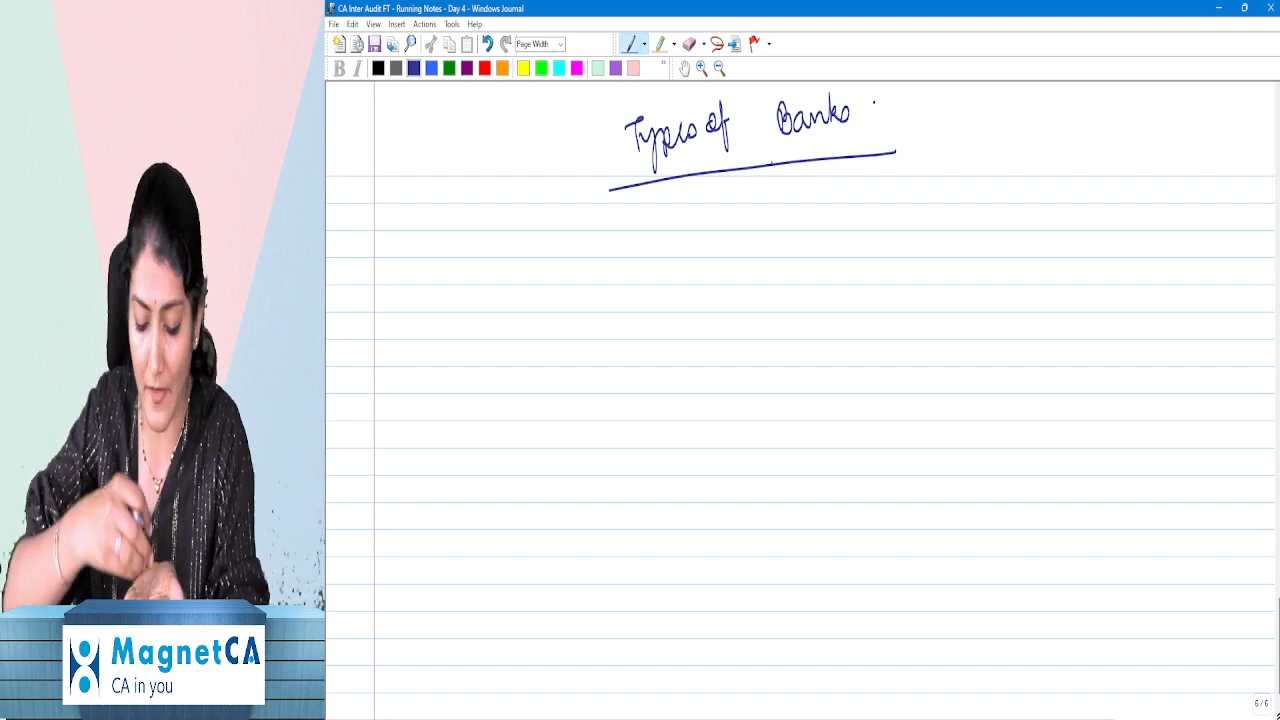 CA Inter Audit FT - Running Notes - Day 4 - Windows Journal
File Edit View Insert Actions Tools Help
Page Width
B I
Types of Banks
6 / 6
MagnetCA
CA in you